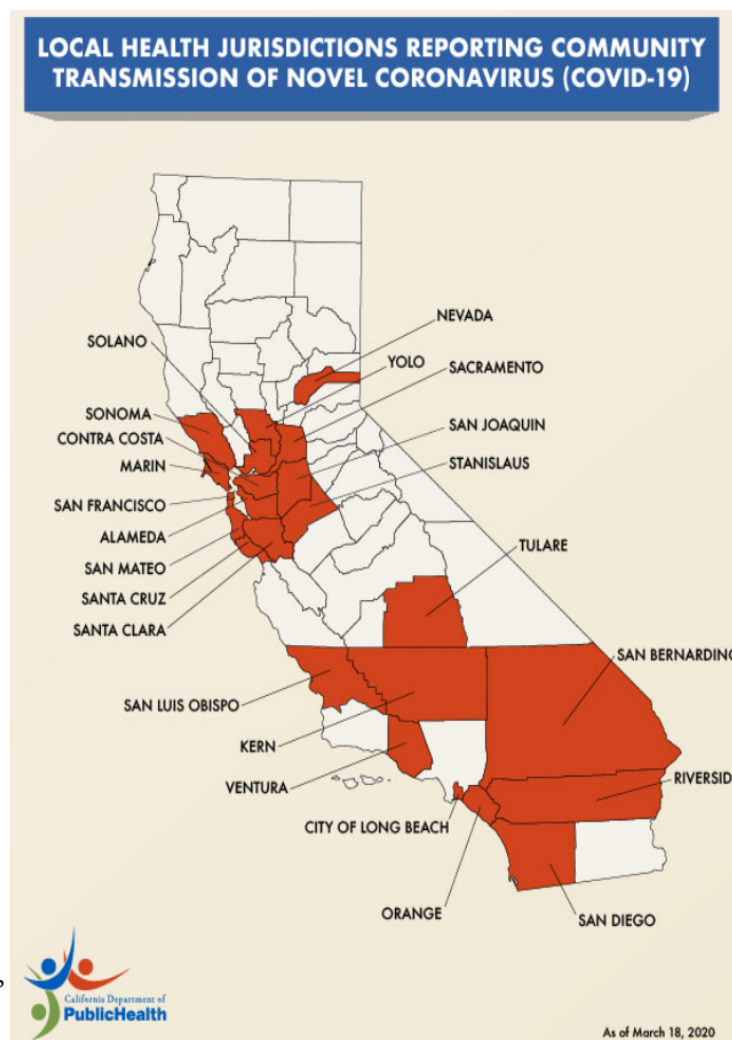 LOCAL HEALTH JURISDICTIONS REPORTING COMMUNITY
TRANSMISSION OF NOVEL CORONAVIRUS (COVID-19)
NEVADA
SOLANO
YOLO
SACRAMENTO
SONOMA
SAN JOAQUIN
CONTRA COSTA
STANISLAUS
MARIN
SAN FRANCISCO
ALAMEDA
TULARE
SAN MATEO
SANTA CRUZ
SANTA CLARA
SAN BERNARDINO
SAN LUIS OBISPO
KERN
RIVERSID
VENTURA
CITY OF LONG BEACH
ORANGE
SAN DIEGO
,
California Department of
PublicHealth
As of March 18, 2020